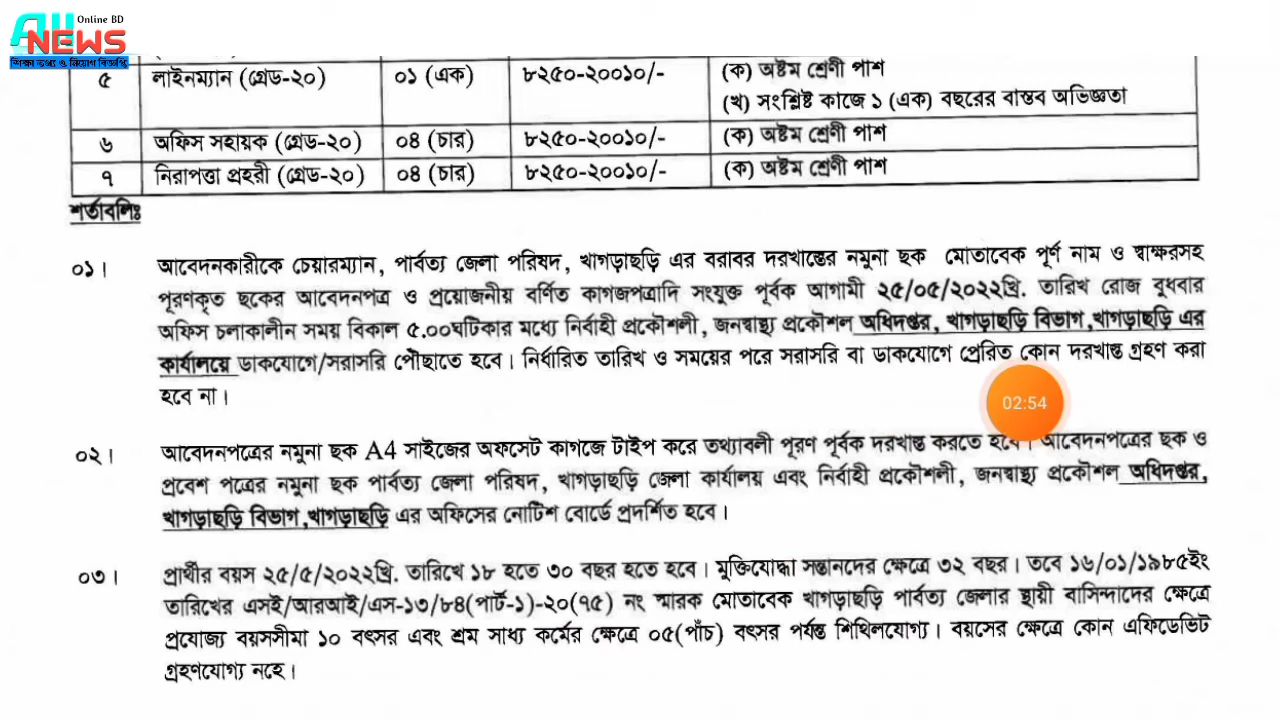 AH Online BD
NEWS
শিক্ষা তথ্য ও নিয়োগ বিজ্ঞপ্তি
৫ লাইনম্যান (গ্রেড-২০) ০১ (এক) ৮২৫০-২০০১০/- (ক) অষ্টম শ্রেণী পাশ
(খ) সংশ্লিষ্ট কাজে ১ (এক) বছরের বাস্তব অভিজ্ঞতা
৬ অফিস সহায়ক (গ্রেড-২০) ০৪ (চার) ৮২৫০-২০০১০/- (ক) অষ্টম শ্রেণী পাশ
৭ নিরাপত্তা প্রহরী (গ্রেড-২০) ০৪ (চার) ৮২৫০-২০০১০/- (ক) অষ্টম শ্রেণী পাশ
শর্তাবলিঃ
০১। আবেদনকারীকে চেয়ারম্যান, পার্বত্য জেলা পরিষদ, খাগড়াছড়ি এর বরাবর দরখাস্তের নমুনা ছক মোতাবেক পূর্ণ নাম ও স্বাক্ষরসহ
পূরণকৃত ছকের আবেদনপত্র ও প্রয়োজনীয় বর্ণিত কাগজপত্রাদি সংযুক্ত পূর্বক আগামী ২৫/০৫/২০২২খ্রি. তারিখ রোজ বুধবার
অফিস চলাকালীন সময় বিকাল ৫.০০ঘটিকার মধ্যে নির্বাহী প্রকৌশলী, জনস্বাস্থ্য প্রকৌশল অধিদপ্তর, খাগড়াছড়ি বিভাগ,খাগড়াছড়ি এর
কার্যালয়ে ডাকযোগে/সরাসরি পৌছাতে হবে। নির্ধারিত তারিখ ও সময়ের পরে সরাসরি বা ডাকযোগে প্রেরিত কোন দরখাস্ত গ্রহণ করা
হবে না।
02:54
০২। আবেদনপত্রের নমুনা ছক A4 সাইজের অফসেট কাগজে টাইপ করে তথ্যাবলী পূরণ পূর্বক দরখাস্ত করতে হবে। আবেদনপত্রের ছক ও
প্রবেশ পত্রের নমুনা ছক পার্বত্য জেলা পরিষদ, খাগড়াছড়ি জেলা কার্যালয় এবং নির্বাহী প্রকৌশলী, জনস্বাস্থ্য প্রকৌশল অধিদপ্তর,
খাগড়াছড়ি বিভাগ,খাগড়াছড়ি এর অফিসের নোটিশ বোর্ডে প্রদর্শিত হবে।
০৩। প্রার্থীর বয়স ২৫/৫/২০২২খ্রি. তারিখে ১৮ হতে ৩০ বছর হতে হবে। মুক্তিযোদ্ধা সন্তানদের ক্ষেত্রে ৩২ বছর। তবে ১৬/০১/১৯৮৫ইং
তারিখের এসই/আরআই/এস-১৩/৮৪(পার্ট-১)-২০(৭৫) নং স্মারক মোতাবেক খাগড়াছড়ি পার্বত্য জেলার স্থায়ী বাসিন্দাদের ক্ষেত্রে
প্রযোজ্য বয়সসীমা ১০ বৎসর এবং শ্রম সাধ্য কর্মের ক্ষেত্রে ০৫(পাঁচ) বৎসর পর্যন্ত শিথিলযোগ্য। বয়সের ক্ষেত্রে কোন এফিডেভিট
গ্রহণযোগ্য নহে।